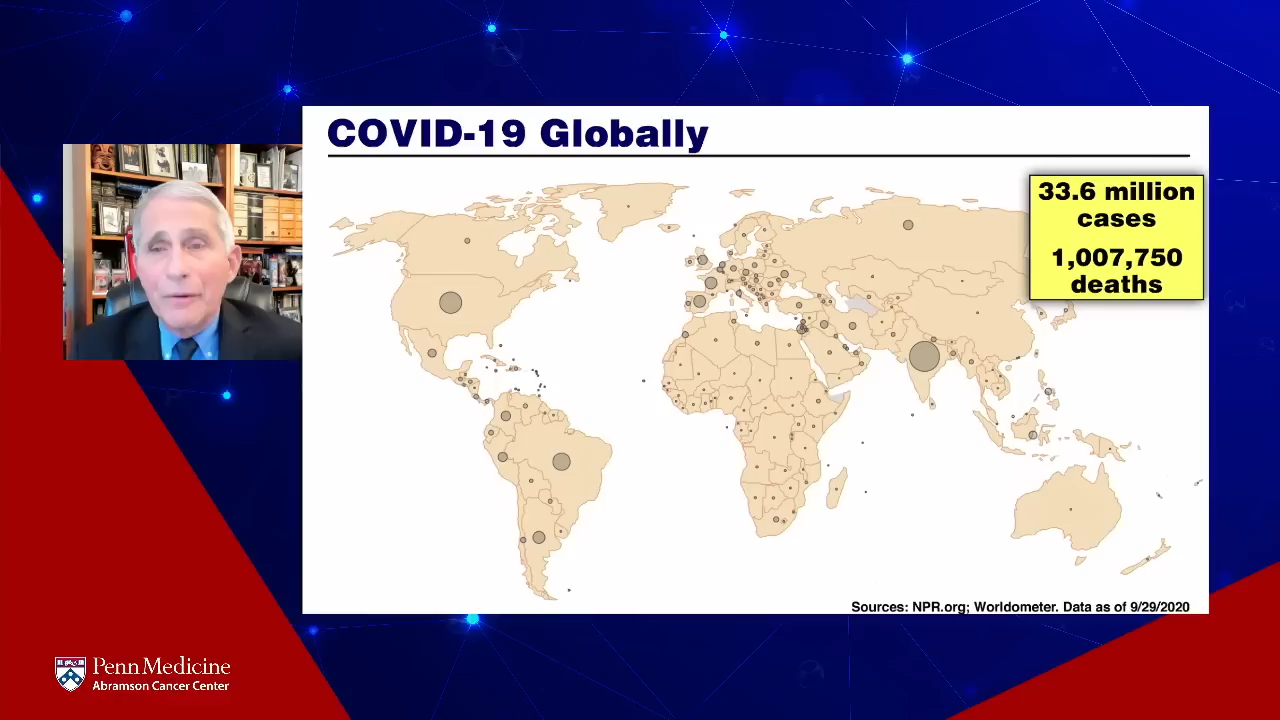 COVID-19 Globally
33.6 million
cases
1,007,750
deaths
Sources: NPR.org; Worldometer. Data as of 9/29/2020
Penn Medicine
Abramson Cancer Center